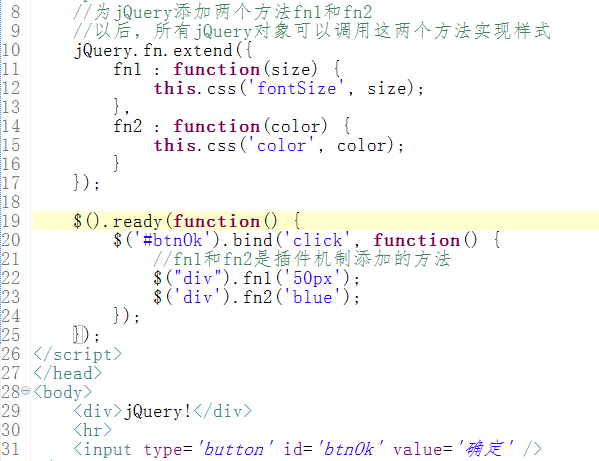 8 //为jQuery添加两个方法fn1和fn2
9 //以后，所有jQuery对象可以调用这两个方法实现样式
10 jQuery.fn.extend({
11 fn1 : function(size) {
12 this.css('fontSize', size);
13 },
14 fn2 : function(color) {
15 this.css('color', color);
16 }
17 });
18
19 $().ready(function() {
20 $('#btnOk').bind('click', function() {
21 //fn1和fn2是插件机制添加的方法
22 $("div").fn1('50px');
23 $('div').fn2('blue');
24 });
25 });
26 </script>
27 </head>
28 <body>
29 <div>jQuery!</div>
30 <hr>
31 <input type='button' id='btnOk' value='确定' />